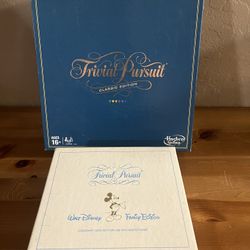 Trivial Pursuit
CLASSIC EDITION
AGES
16+
Hasbro
Gaming
Trivial Pursuit
Walt Disney Family Edition